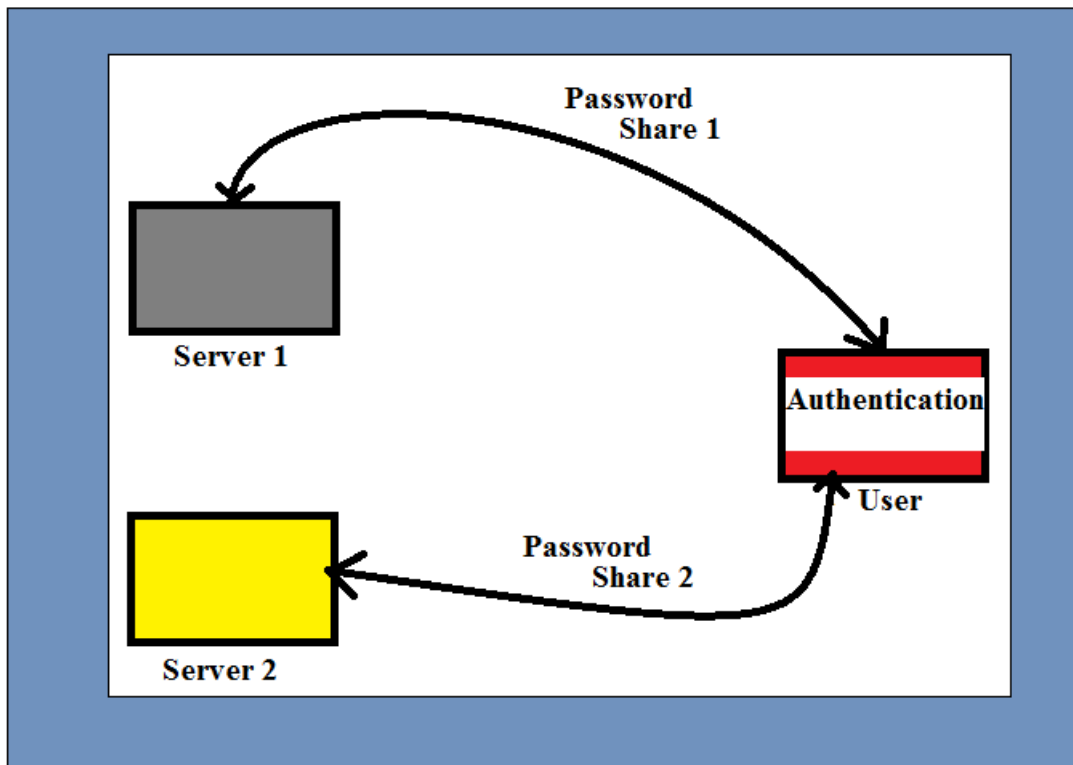 Password
Share 1
Server 1
Authentication
User
Password
Share 2
Server 2